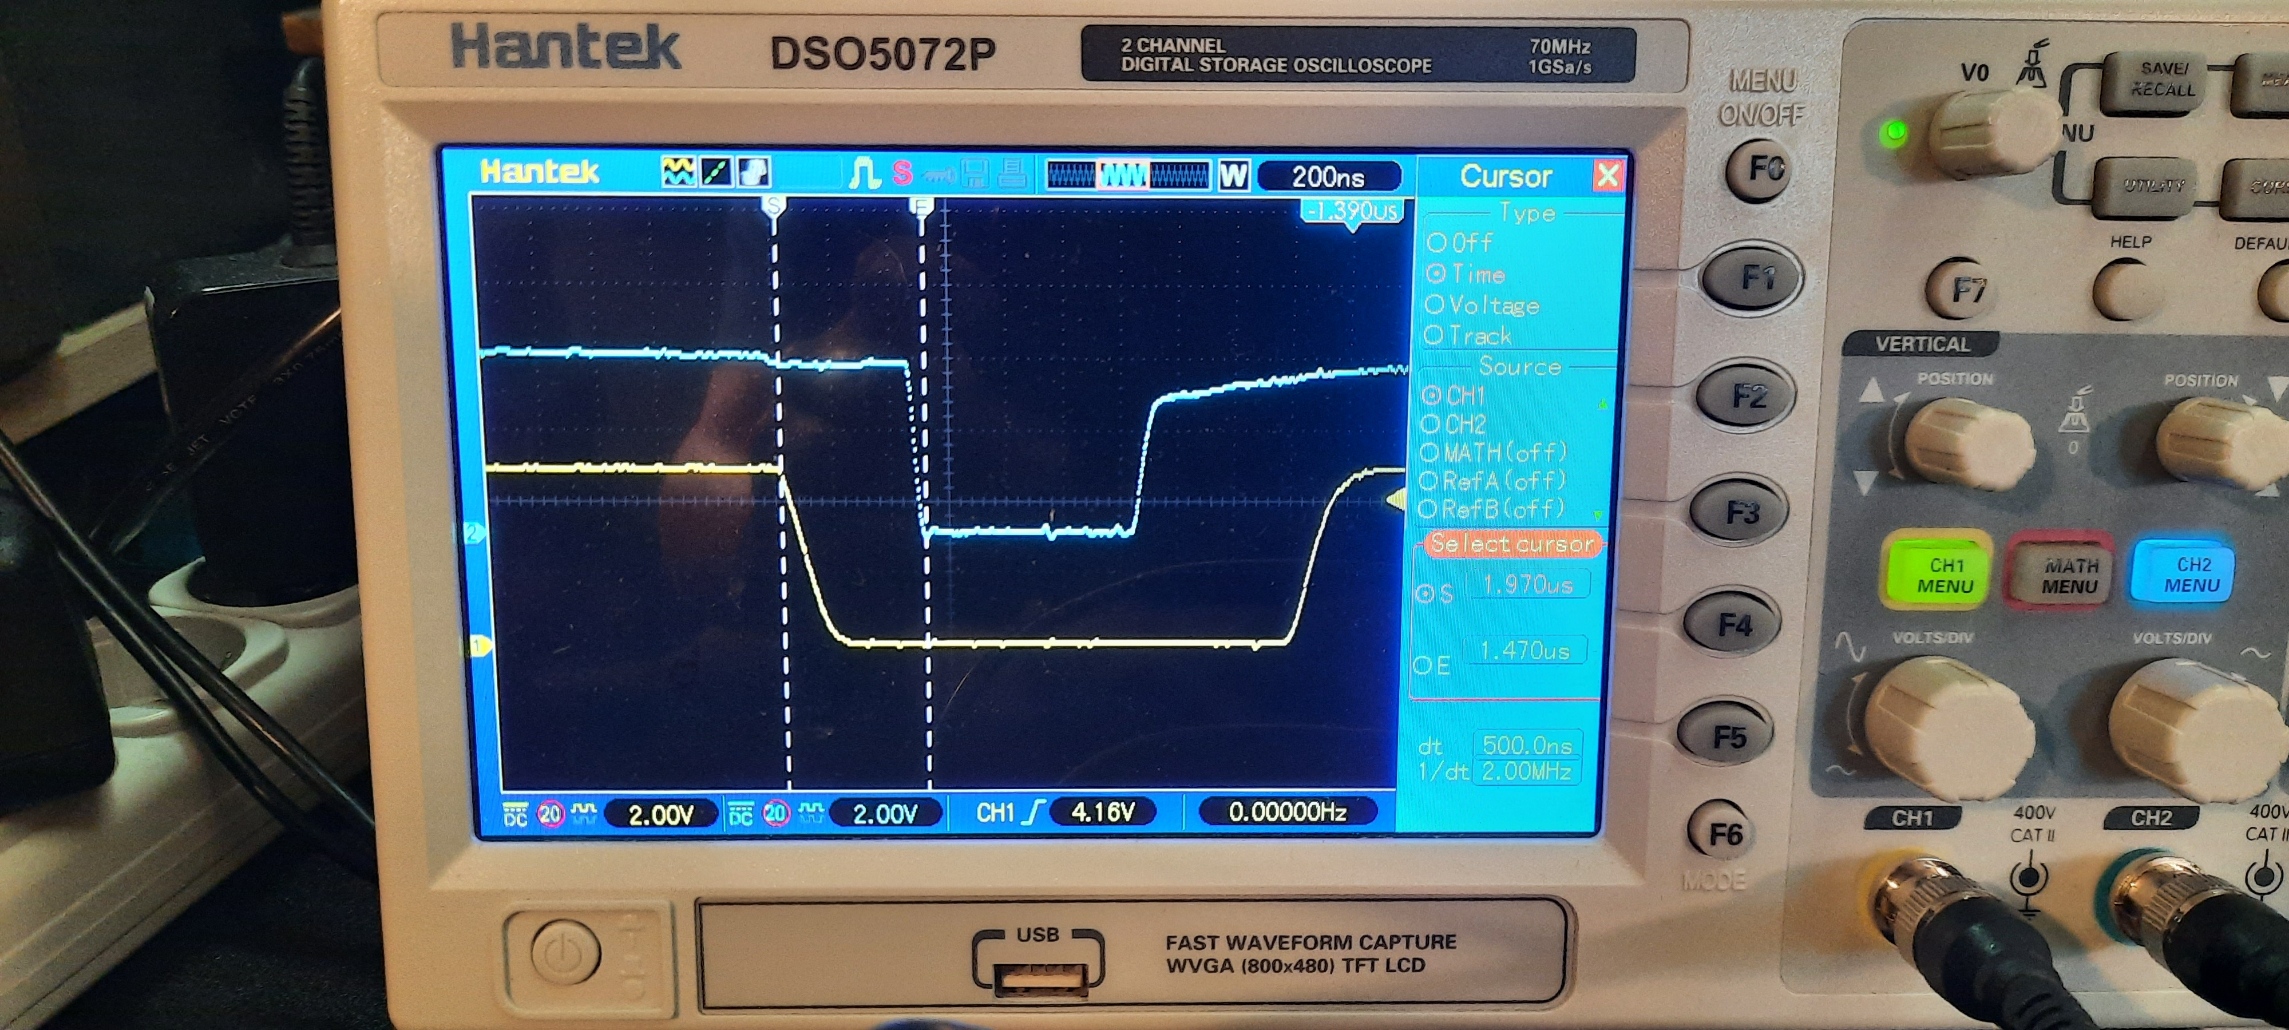 Hantek DSO5072P
2 CHANNEL 70MHz
DIGITAL STORAGE OSCILLOSCOPE 1GSa/s
MENU
ON/OFF
F0
V0
SAVE/
RECALL
UTILITY
HELP
F7
Hantek S W 200ns
S E -1.390us
Cursor X
Type
Off
Time
Voltage
Track
Source
CH1
CH2
MATH(off)
RefA(off)
RefB(off)
Select cursor
S 1.970us
E 1.470us
dt 500.0ns
1/dt 2.00MHz
2
1
DC 20 2.00V DC 20 2.00V CH1 4.16V 0.00000Hz
F1
F2
F3
F4
F5
F6
MODE
VERTICAL
POSITION POSITION
0
CH1
MENU
MATH
MENU
CH2
MENU
VOLTS/DIV VOLTS/DIV
CH1 400V
CAT II
CH2
USB
FAST WAVEFORM CAPTURE
WVGA (800x480) TFT LCD